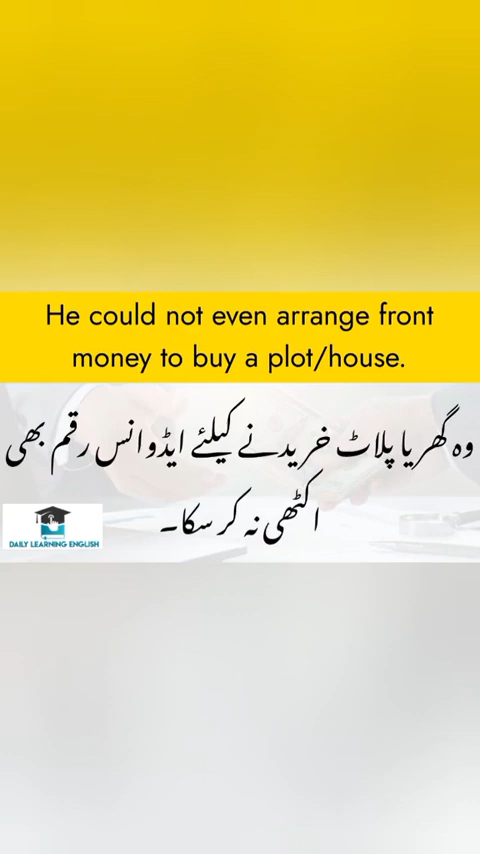 He could not even arrange front
money to buy a plot/house.
وہ گھر یا پلاٹ خریدنے کیلئے ایڈوانس رقم بھی
اکٹھی نہ کر سکا۔
DAILY LEARNING ENGLISH